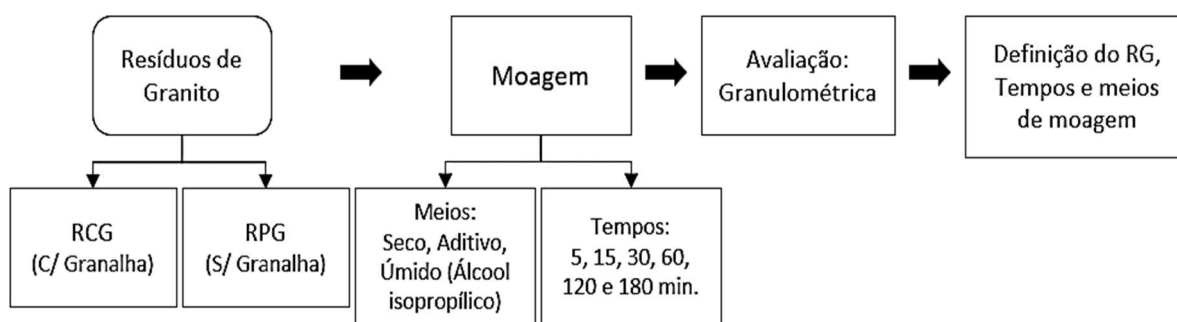 Resíduos de
Granito
Moagem
Avaliação:
Granulométrica
Definição do RG,
Tempos e meios
de moagem
RCG
(C/ Granalha)
RPG
(S/ Granalha)
Meios:
Seco, Aditivo,
Úmido (Álcool
isopropílico)
Tempos:
5, 15, 30, 60,
120 e 180 min.